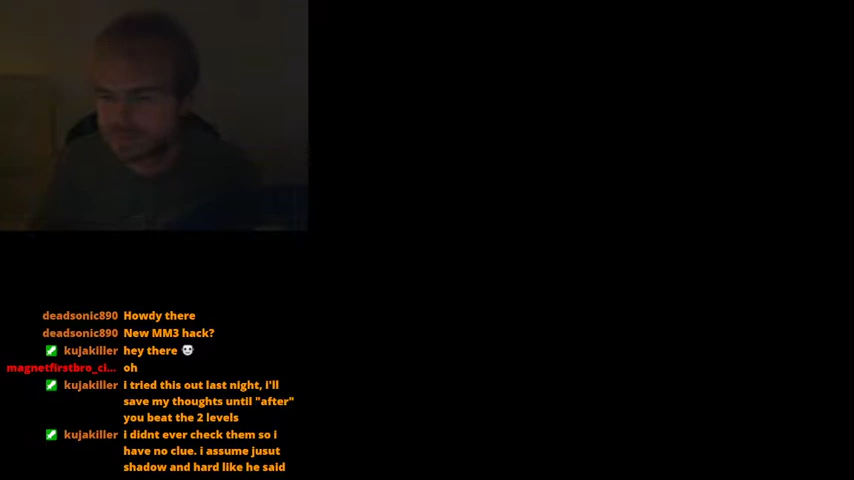 deadsonic890 Howdy there
deadsonic890 New MM3 hack?
kujakiller hey there
magnetfirstbro_ci... oh
kujakiller i tried this out last night, i'll
save my thoughts until "after"
you beat the 2 levels
kujakiller i didnt ever check them so i
have no clue. i assume jusut
shadow and hard like he said